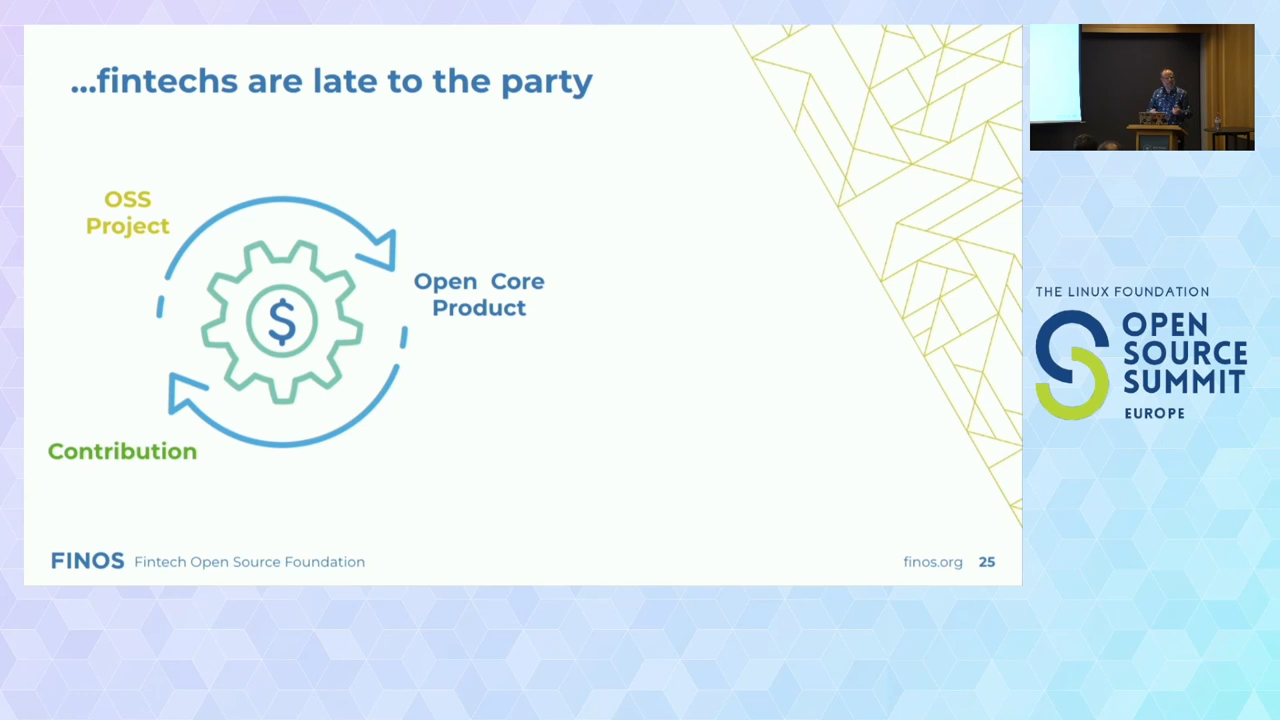 ...fintechs are late to the party
OSS
Project
Open Core
Product
$
Contribution
FINOS Fintech Open Source Foundation
finos.org 25
THE LINUX FOUNDATION
OPEN
SOURCE
SUMMIT
EUROPE